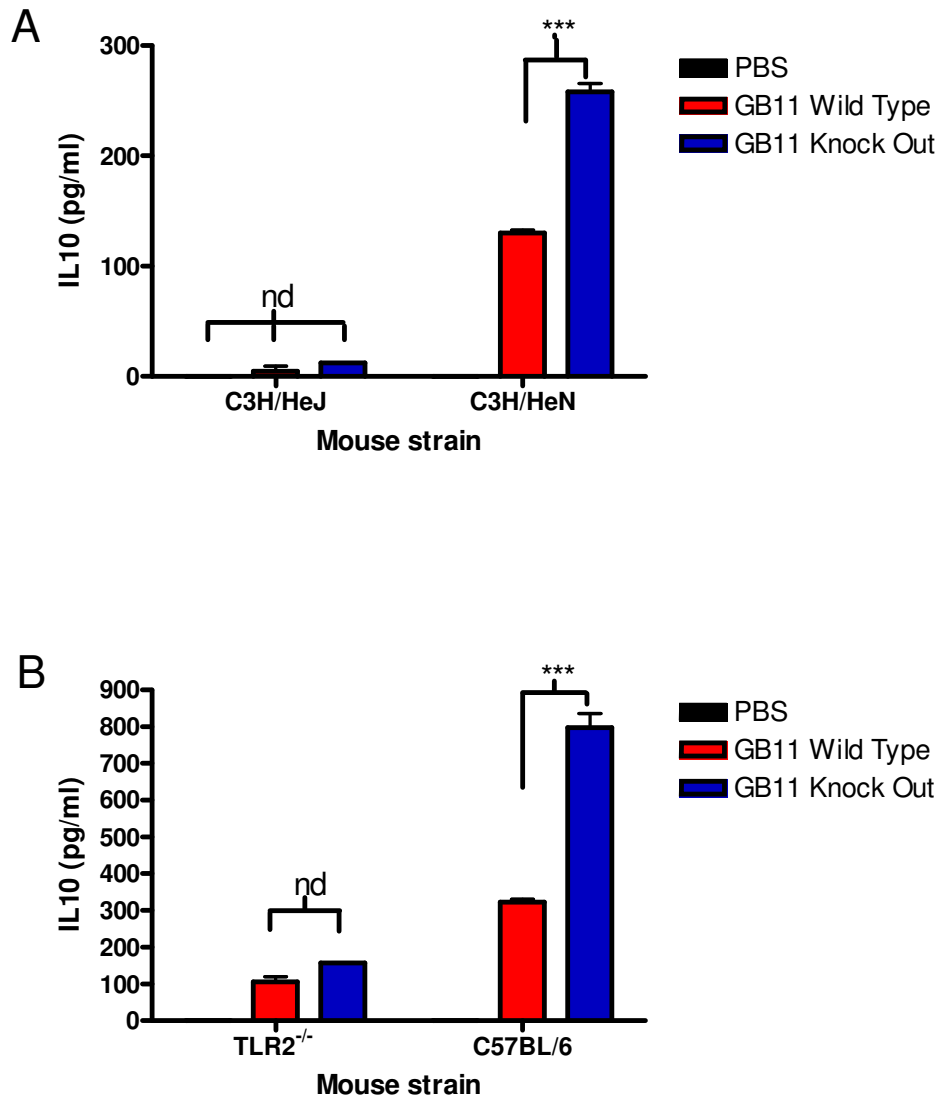 A
***
300
200
100
0
IL10 (pg/ml)
nd
C3H/HeJ
C3H/HeN
Mouse strain
PBS
GB11 Wild Type
GB11 Knock Out
B
***
900
800
700
600
500
400
300
200
100
0
IL10 (pg/ml)
nd
TLR2-/-
C57BL/6
Mouse strain
PBS
GB11 Wild Type
GB11 Knock Out